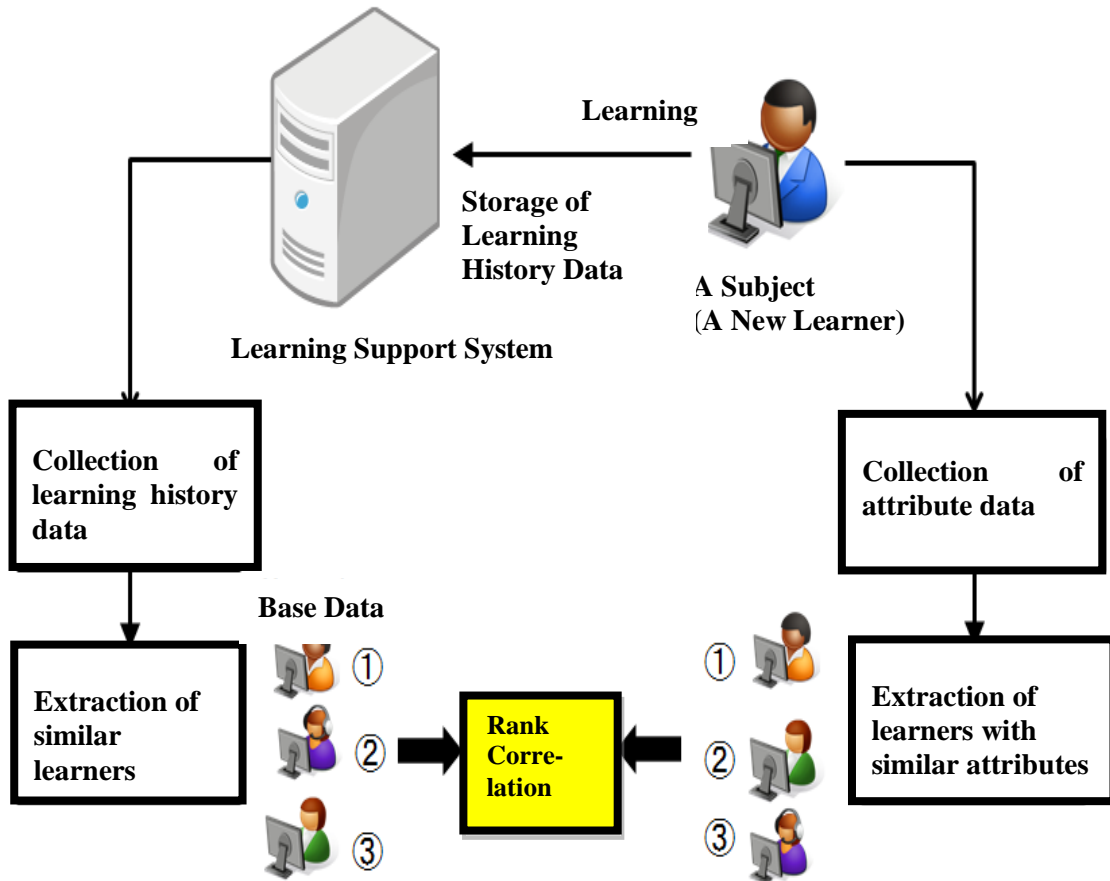 Learning
Storage of
Learning
History Data
A Subject
(A New Learner)
Learning Support System
Collection of
learning history
data
Collection of
attribute data
Base Data
Extraction of
similar
learners
①
②
③
Rank
Corre-
lation
①
②
③
Extraction of
learners with
similar attributes